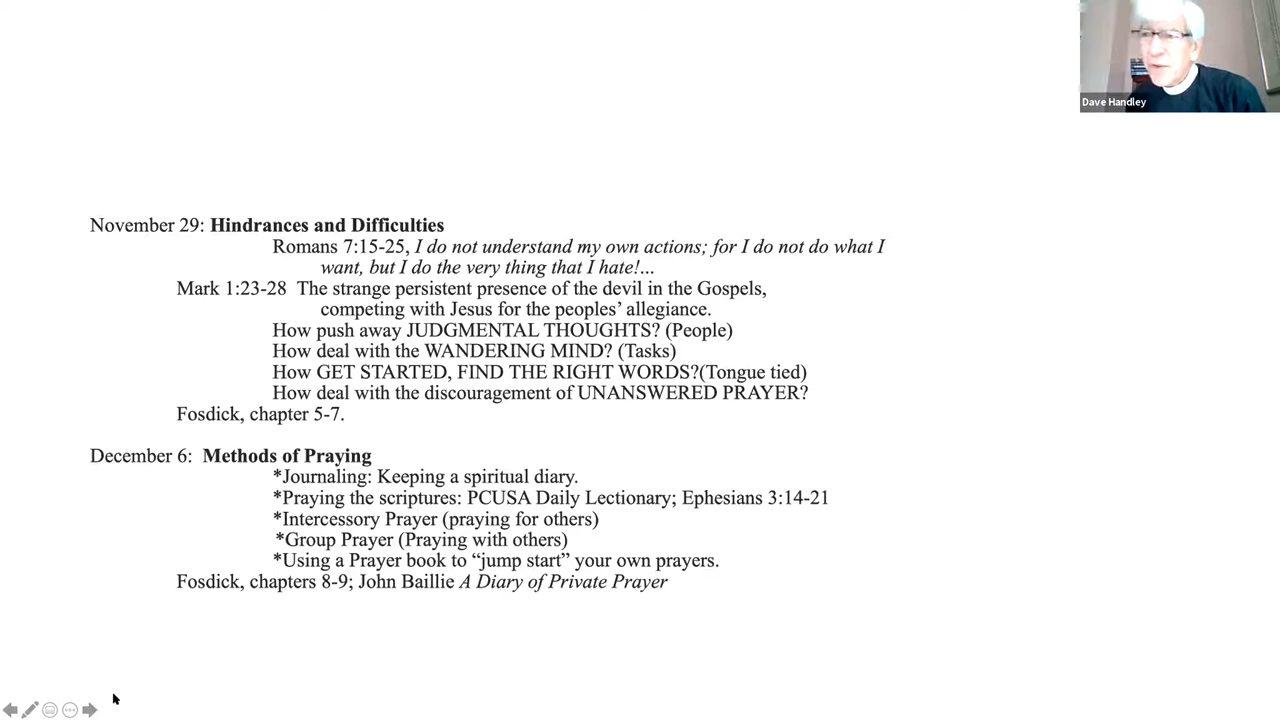 Dave Handley
November 29: Hindrances and Difficulties
Romans 7:15-25, I do not understand my own actions; for I do not do what I
want, but I do the very thing that I hate!...
Mark 1:23-28 The strange persistent presence of the devil in the Gospels,
competing with Jesus for the peoples’ allegiance.
How push away JUDGMENTAL THOUGHTS? (People)
How deal with the WANDERING MIND? (Tasks)
How GET STARTED, FIND THE RIGHT WORDS?(Tongue tied)
How deal with the discouragement of UNANSWERED PRAYER?
Fosdick, chapter 5-7.
December 6: Methods of Praying
*Journaling: Keeping a spiritual diary.
*Praying the scriptures: PCUSA Daily Lectionary; Ephesians 3:14-21
*Intercessory Prayer (praying for others)
*Group Prayer (Praying with others)
*Using a Prayer book to “jump start” your own prayers.
Fosdick, chapters 8-9; John Baillie A Diary of Private Prayer